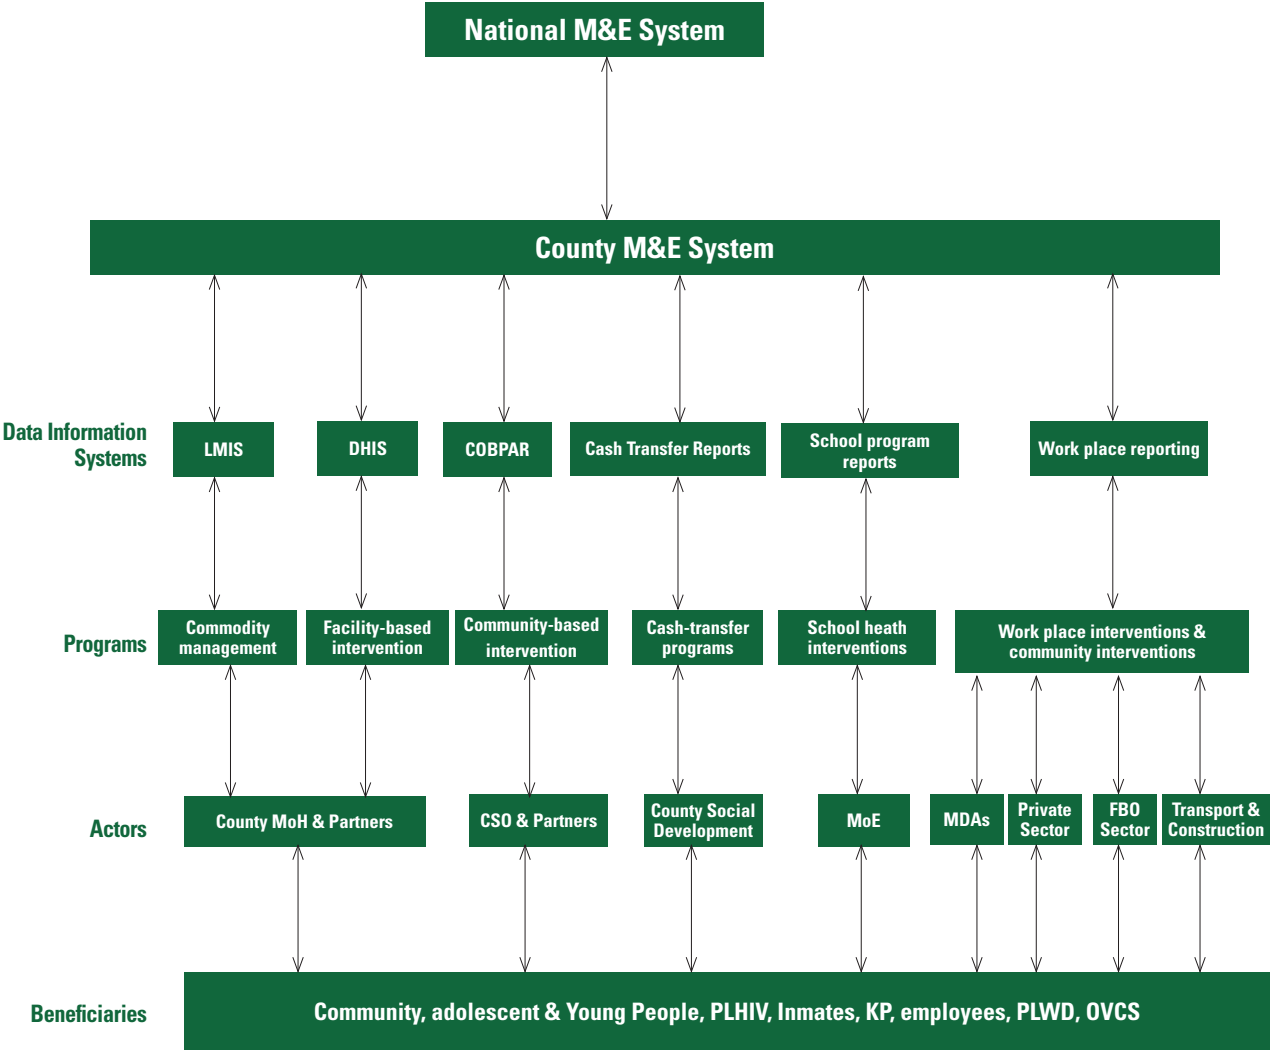 National M&E System
County M&E System
Data Information
Systems
LMIS
DHIS
COBPAR
Cash Transfer Reports
School program
reports
Work place reporting
Programs
Commodity
management
Facility-based
intervention
Community-based
intervention
Cash-transfer
programs
School heath
interventions
Work place interventions &
community interventions
Actors
County MoH & Partners
CSO & Partners
County Social
Development
MoE
MDAs
Private
Sector
FBO
Sector
Transport &
Construction
Beneficiaries
Community, adolescent & Young People, PLHIV, Inmates, KP, employees, PLWD, OVCS